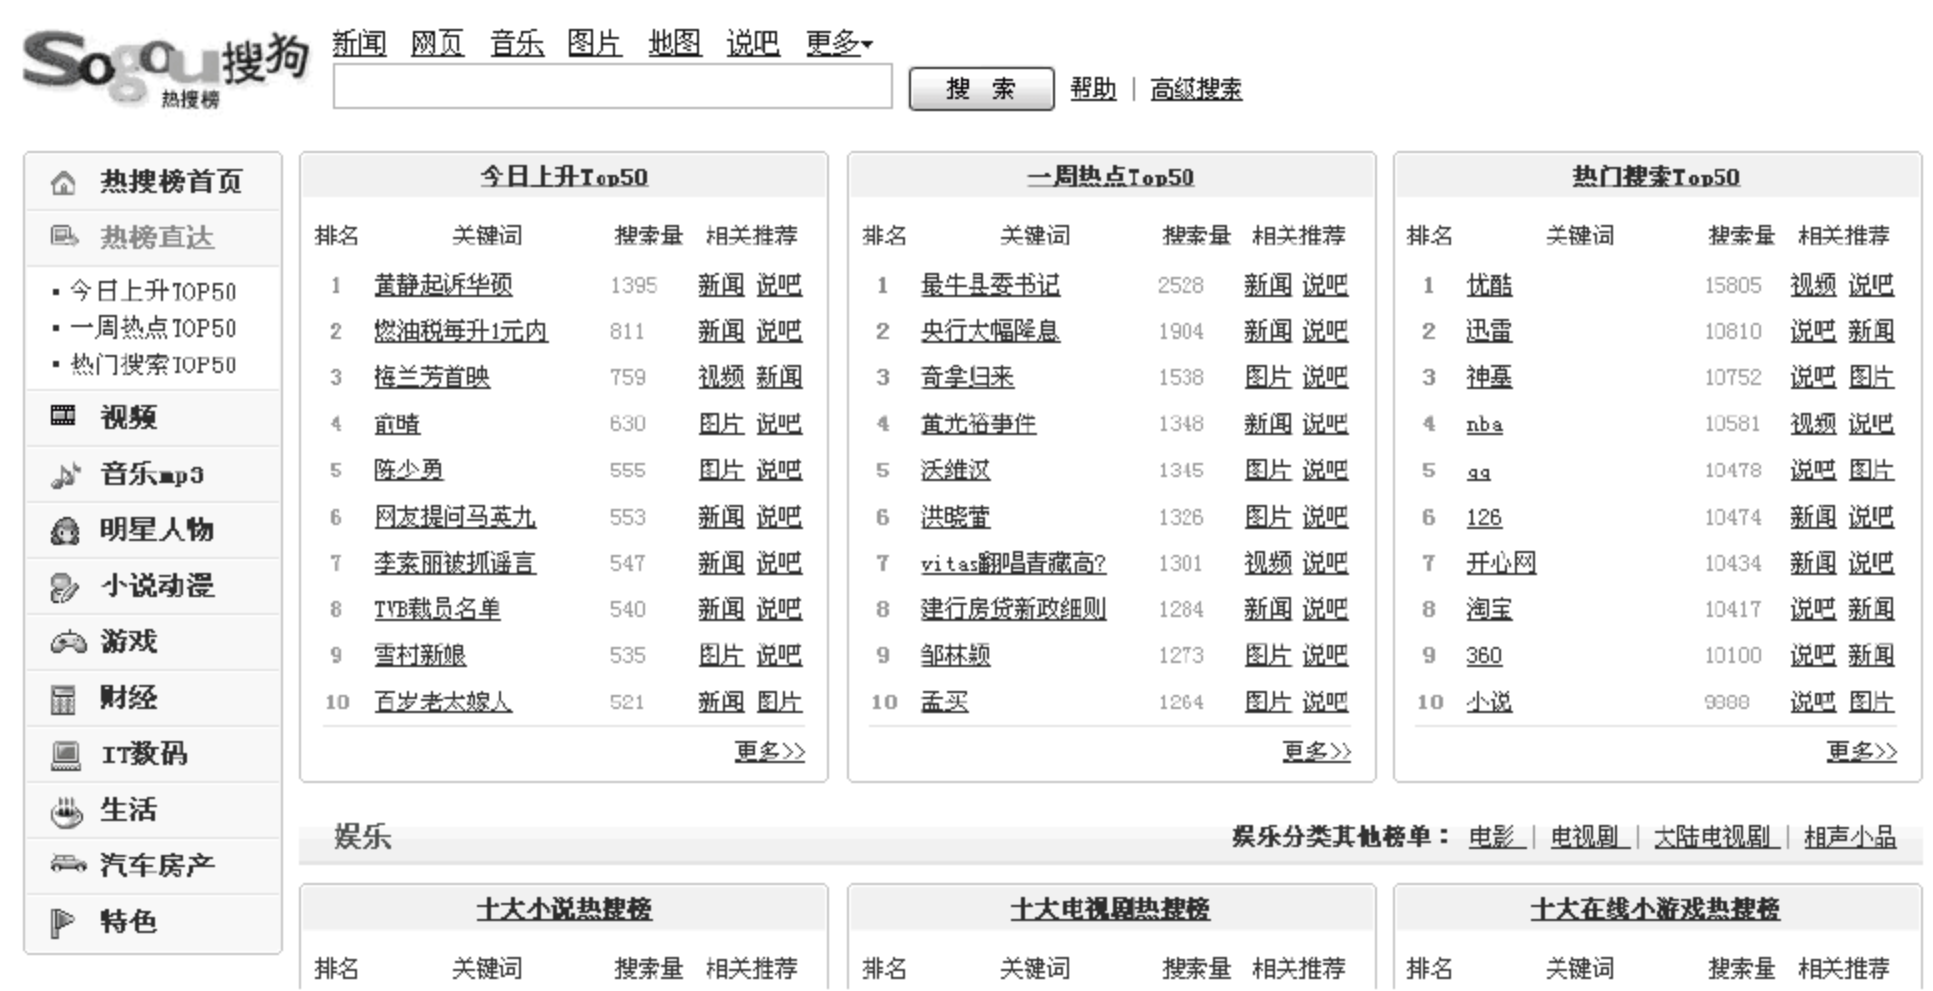 Sogou搜狗
热搜榜
新闻 网页 音乐 图片 地图 说吧 更多
搜 索 帮助 | 高级搜索
热搜榜首页
热榜直达
今日上升TOP50
一周热点TOP50
热门搜索TOP50
视频
音乐mp3
明星人物
小说动漫
游戏
财经
IT数码
生活
汽车房产
特色
今日上升Top50
排名 关键词 搜索量 相关推荐
1 黄静起诉华硕 1395 新闻 说吧
2 燃油税每升1元内 811 新闻 说吧
3 梅兰芳首映 759 视频 新闻
4 俞晴 630 图片 说吧
5 陈少勇 555 图片 说吧
6 网友提问马英九 553 新闻 说吧
7 李素丽被抓谣言 547 新闻 说吧
8 TVB裁员名单 540 新闻 说吧
9 雪村新娘 535 图片 说吧
10 百岁老太嫁人 521 新闻 图片
更多>>
一周热点Top50
排名 关键词 搜索量 相关推荐
1 最牛县委书记 2528 新闻 说吧
2 央行大幅降息 1904 新闻 说吧
3 奇拿归来 1538 图片 说吧
4 黄光裕事件 1348 新闻 说吧
5 沃维汉 1345 图片 说吧
6 洪晓蕾 1326 图片 说吧
7 vitas翻唱青藏高? 1301 视频 说吧
8 建行房贷新政细则 1284 新闻 说吧
9 邹林颖 1273 图片 说吧
10 孟买 1264 图片 说吧
更多>>
热门搜索Top50
排名 关键词 搜索量 相关推荐
1 优酷 15805 视频 说吧
2 迅雷 10810 说吧 新闻
3 神墓 10752 说吧 图片
4 nba 10581 视频 说吧
5 qq 10478 说吧 图片
6 126 10474 新闻 说吧
7 开心网 10434 新闻 说吧
8 淘宝 10417 说吧 新闻
9 360 10100 说吧 新闻
10 小说 9888 说吧 图片
更多>>
娱乐 娱乐分类其他榜单： 电影 | 电视剧 | 大陆电视剧 | 相声小品
十大小说热搜榜
排名 关键词 搜索量 相关推荐
十大电视剧热搜榜
排名 关键词 搜索量 相关推荐
十大在线小游戏热搜榜
排名 关键词 搜索量 相关推荐